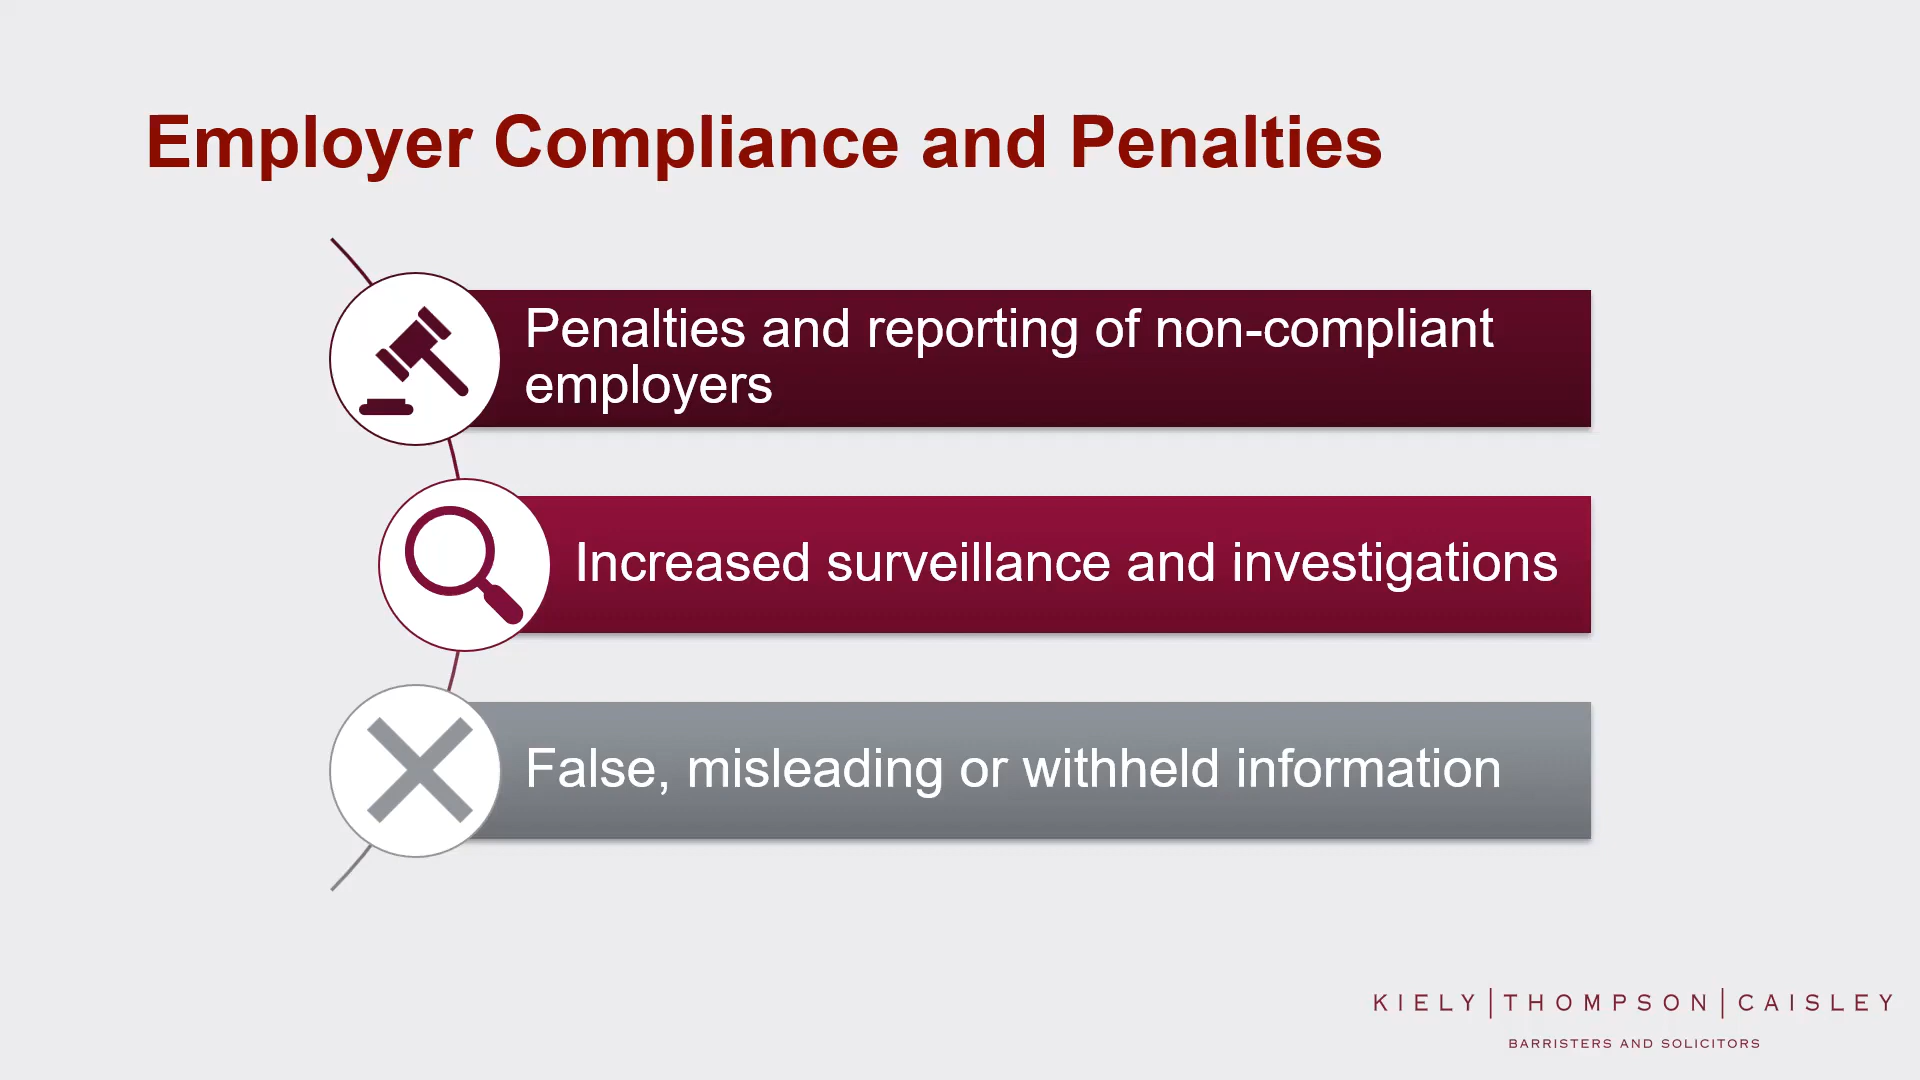 Employer Compliance and Penalties
Penalties and reporting of non-compliant
employers
Increased surveillance and investigations
False, misleading or withheld information
KIELY|THOMPSON|CAISLEY
BARRISTERS AND SOLICITORS